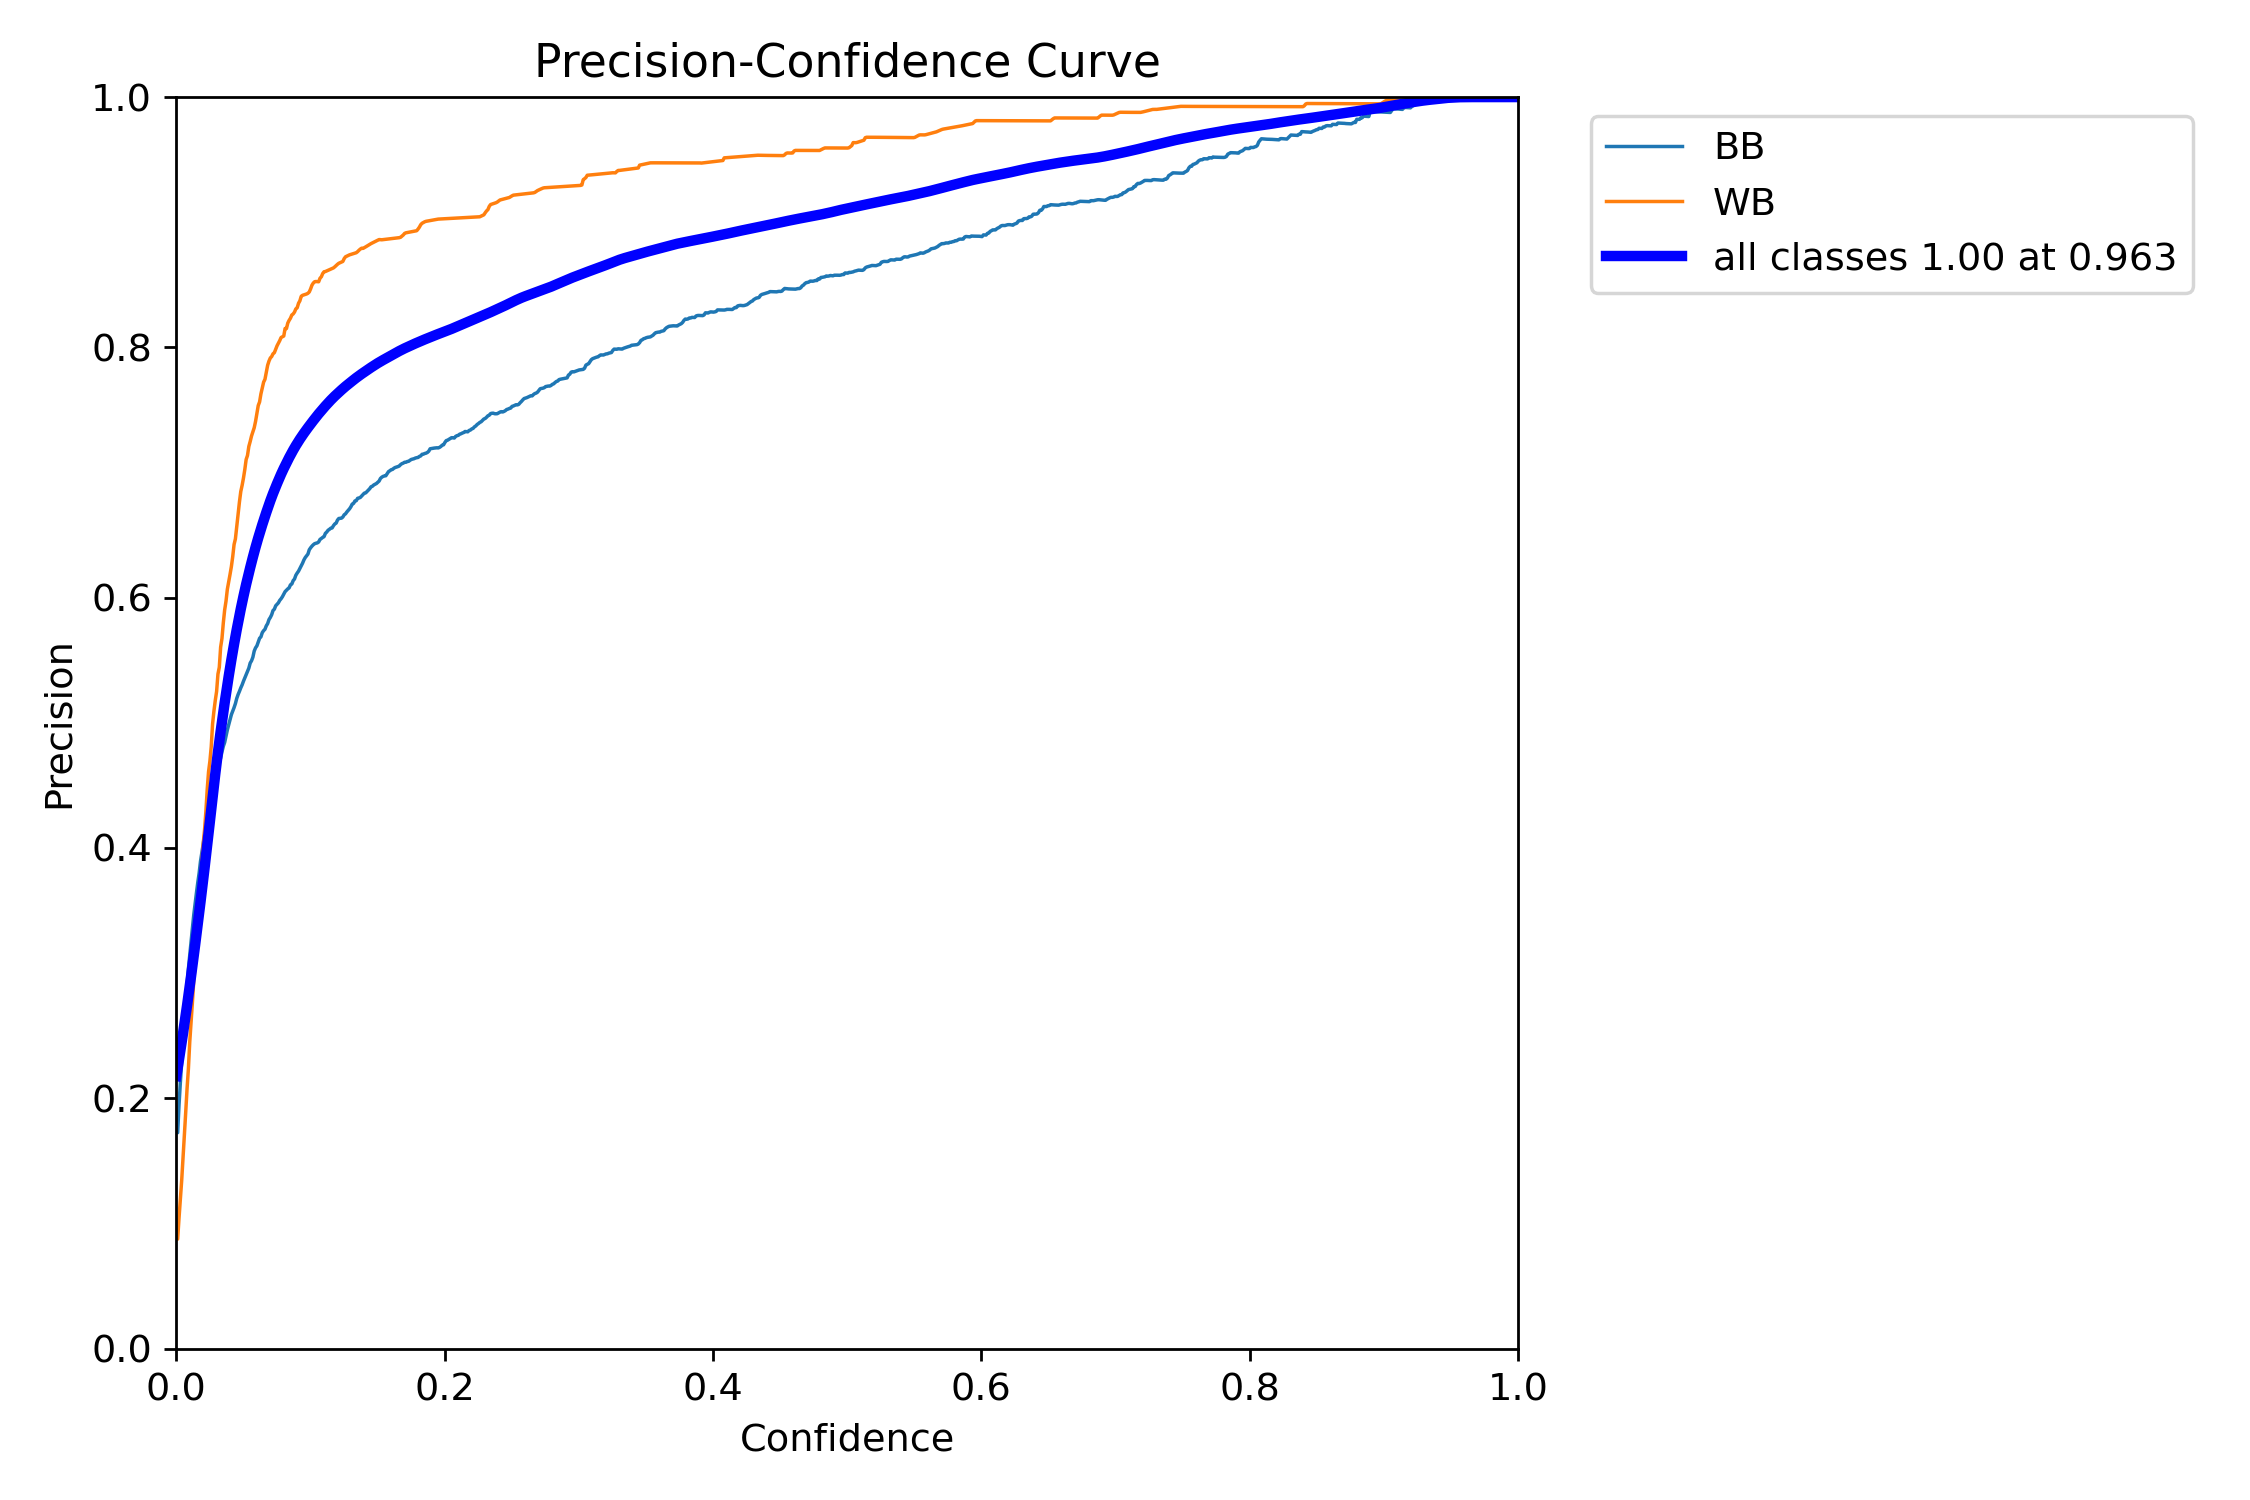 Precision-Confidence Curve
1.0
0.8
0.6
0.4
0.2
0.0
Precision
0.0 0.2 0.4 0.6 0.8 1.0
Confidence
BB
WB
all classes 1.00 at 0.963